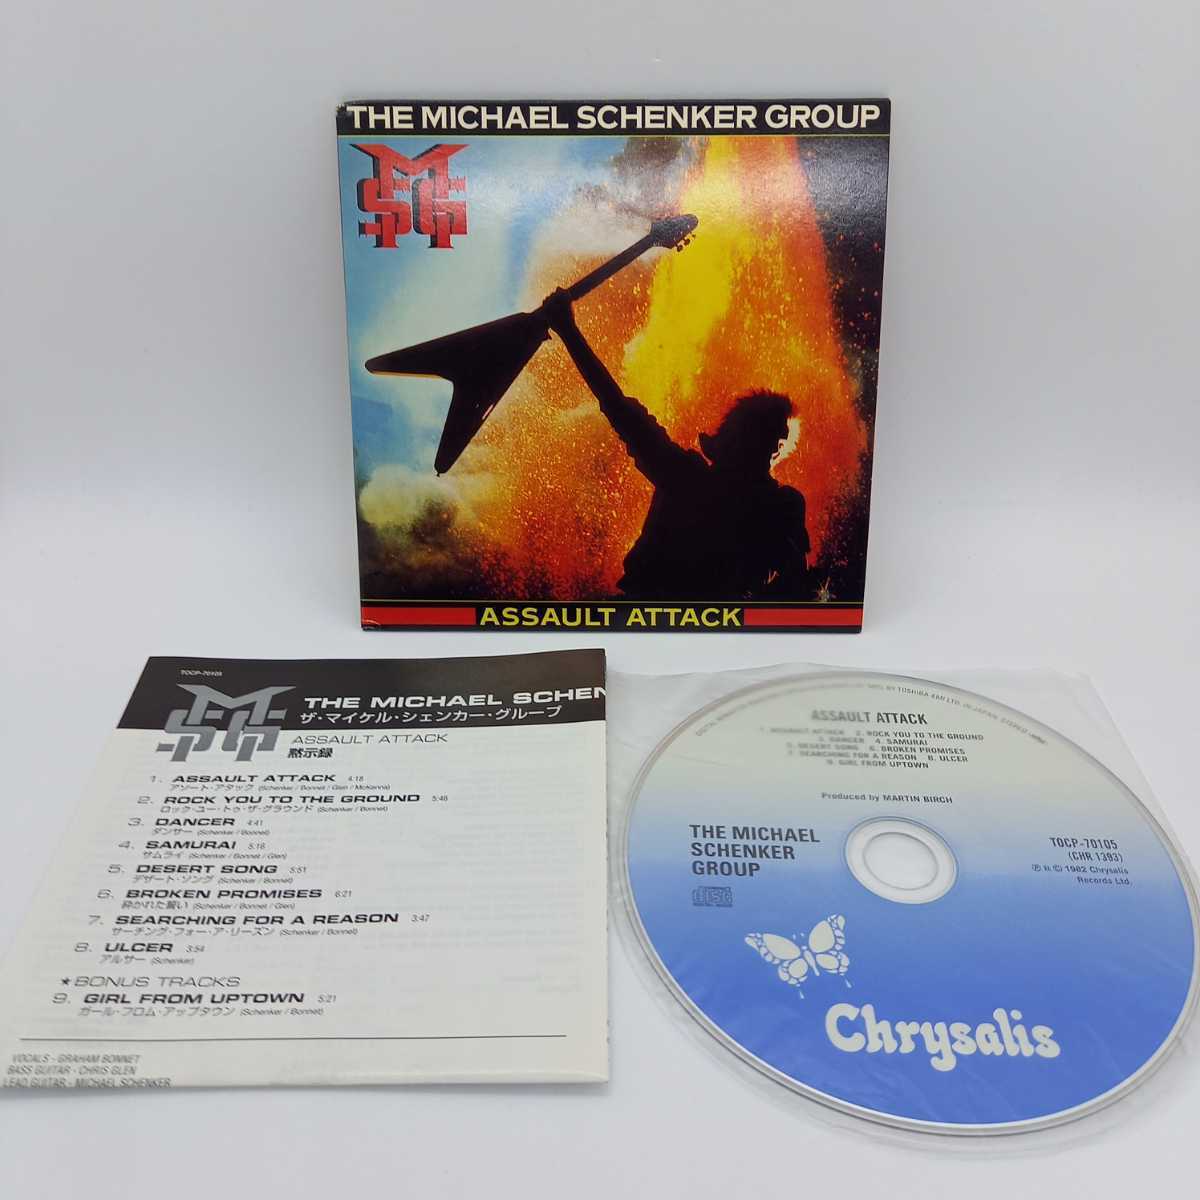 THE MICHAEL SCHENKER GROUP
MSG
ASSAULT ATTACK
TOCP-70105
MSG
THE MICHAEL SCHEN
ザ・マイケル・シェンカー・グループ
ASSAULT ATTACK
黙示録
1. ASSAULT ATTACK 4:18
アソート・アタック (Schenker / Bonnet / Glen / McKenna)
2. ROCK YOU TO THE GROUND 5:46
ロック・ユー・トゥ・ザ・グラウンド (Schenker / Bonnet)
3. DANCER 4:41
ダンサー (Schenker / Bonnet)
4. SAMURAI 5:18
サムライ (Schenker / Bonnet / Glen)
5. DESERT SONG 5:51
デザート・ソング (Schenker / Bonnet / Glen)
6. BROKEN PROMISES 6:21
砕かれた誓い (Schenker / Bonnet / Glen)
7. SEARCHING FOR A REASON 3:47
サーチング・フォー・ア・リーズン (Schenker / Bonnet)
8. ULCER 3:54
アルサー (Schenker)
★BONUS TRACKS
9. GIRL FROM UPTOWN 5:21
ガール・フロム・アップタウン (Schenker / Bonnet)
VOCALS - GRAHAM BONNET
BASS GUITAR - CHRIS GLEN
LEAD GUITAR - MICHAEL SCHENKER
MFD. BY TOSHIBA-EMI LTD. IN JAPAN. STEREO
ASSAULT ATTACK
1. ASSAULT ATTACK 2. ROCK YOU TO THE GROUND
3. DANCER 4. SAMURAI
5. DESERT SONG 6. BROKEN PROMISES
7. SEARCHING FOR A REASON 8. ULCER
9. GIRL FROM UPTOWN
Produced by MARTIN BIRCH
THE MICHAEL
SCHENKER
GROUP
TOCP-70105
(CHR 1393)
℗ & © 1982 Chrysalis
Records Ltd.
disc
Chrysalis